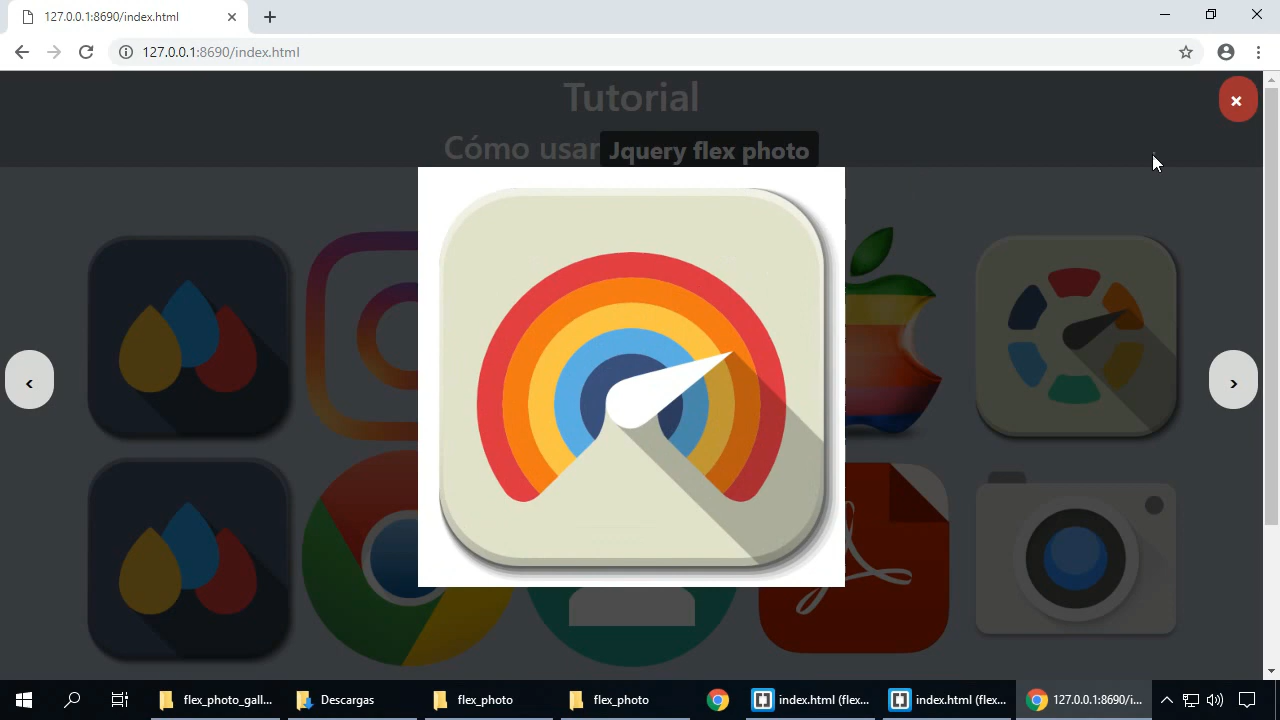 127.0.0.1:8690/index.html
127.0.0.1:8690/index.html
Tutorial
Cómo usar Jquery flex photo
flex_photo_gall...
Descargas
flex_photo
flex_photo
index.html (flex...
index.html (flex...
127.0.0.1:8690/i...